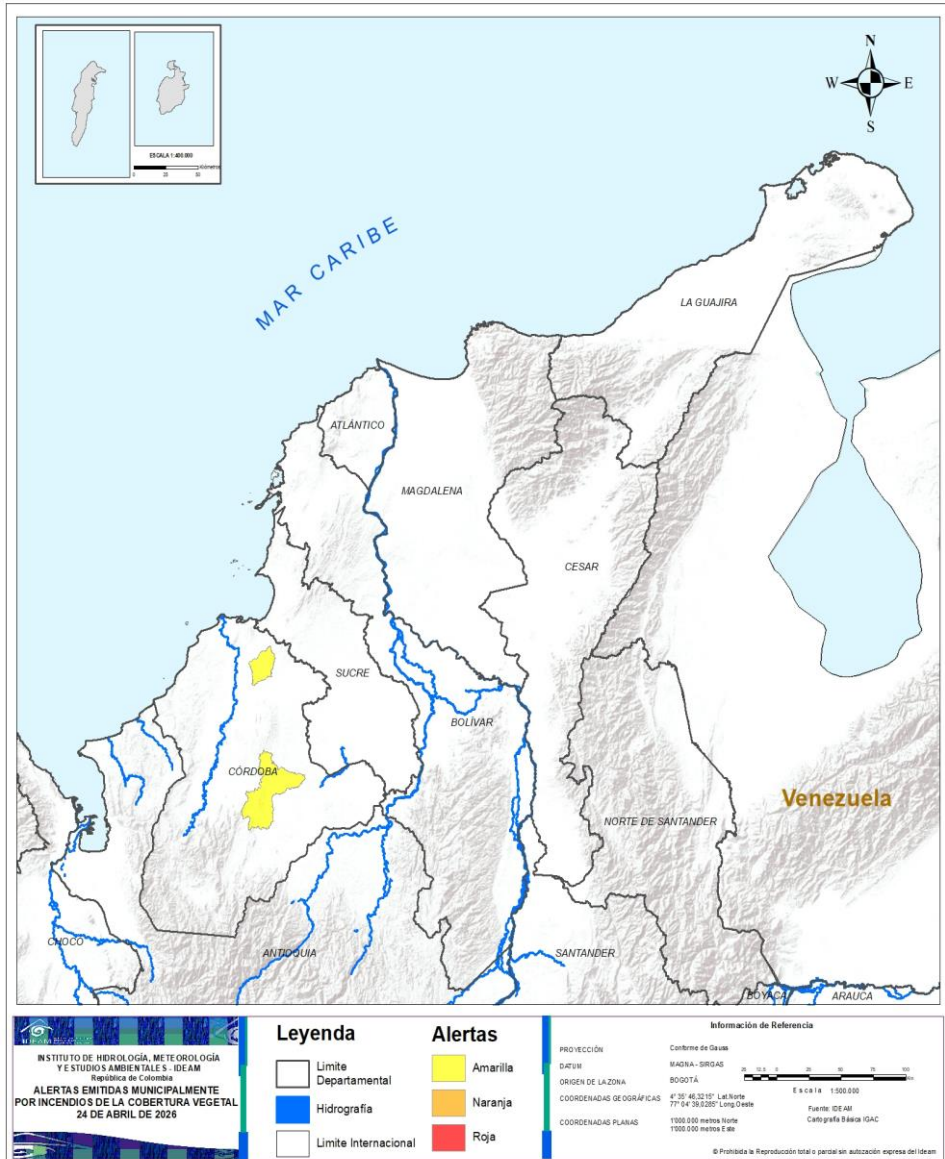 ESCALA 1:400.000
Kilómetros
0 20 30
N
W E
S
MAR CARIBE
LA GUAJIRA
ATLÁNTICO
MAGDALENA
CESAR
SUCRE
BOLÍVAR
CÓRDOBA
Venezuela
NORTE DE SANTANDER
CHOCO
ANTIOQUIA
SANTANDER
BOYACÁ
ARAUCA
IDEAM
INSTITUTO DE HIDROLOGÍA, METEOROLOGÍA
Y ESTUDIOS AMBIENTALES - IDEAM
República de Colombia
ALERTAS EMITIDAS MUNICIPALMENTE
POR INCENDIOS DE LA COBERTURA VEGETAL
24 DE ABRIL DE 2026
Leyenda
Limite
Departamental
Hidrografía
Limite Internacional
Alertas
Amarilla
Naranja
Roja
Información de Referencia
PROYECCIÓN Conforme de Gauss
DATUM MAGNA - SIRGAS
ORIGEN DE LA ZONA BOGOTÁ
COORDENADAS GEOGRÁFICAS 4° 35' 46,3215" Lat.Norte
77° 04' 39,0285" Long.Oeste
COORDENADAS PLANAS 1'000.000 metros Norte
1'000.000 metros Este
Escala 1:500.000
Fuente: IDEAM
Cartografía Básica IGAC
© Prohibida la Reproducción total o parcial sin autorización expresa del Ideam